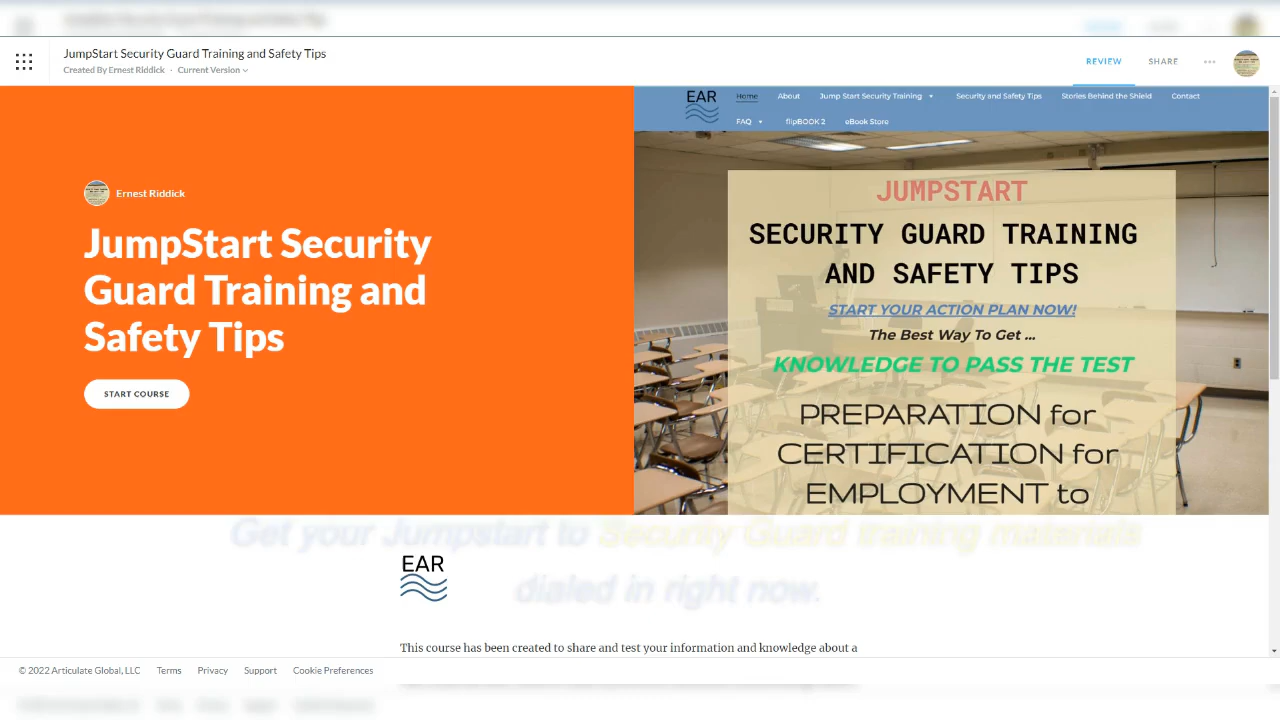 JumpStart Security Guard Training and Safety Tips
Created By Ernest Riddick · Current Version
REVIEW
SHARE
EAR
Home About Jump Start Security Training Security and Safety Tips Stories Behind the Shield Contact
FAQ flipBOOK 2 eBook Store
Ernest Riddick
JumpStart Security
Guard Training and
Safety Tips
START COURSE
JUMPSTART
SECURITY GUARD TRAINING
AND SAFETY TIPS
START YOUR ACTION PLAN NOW!
The Best Way To Get ...
KNOWLEDGE TO PASS THE TEST
PREPARATION for
CERTIFICATION for
EMPLOYMENT to
Get your Jumpstart to Security Guard training materials
dialed in right now.
EAR
This course has been created to share and test your information and knowledge about a
© 2022 Articulate Global, LLC Terms Privacy Support Cookie Preferences